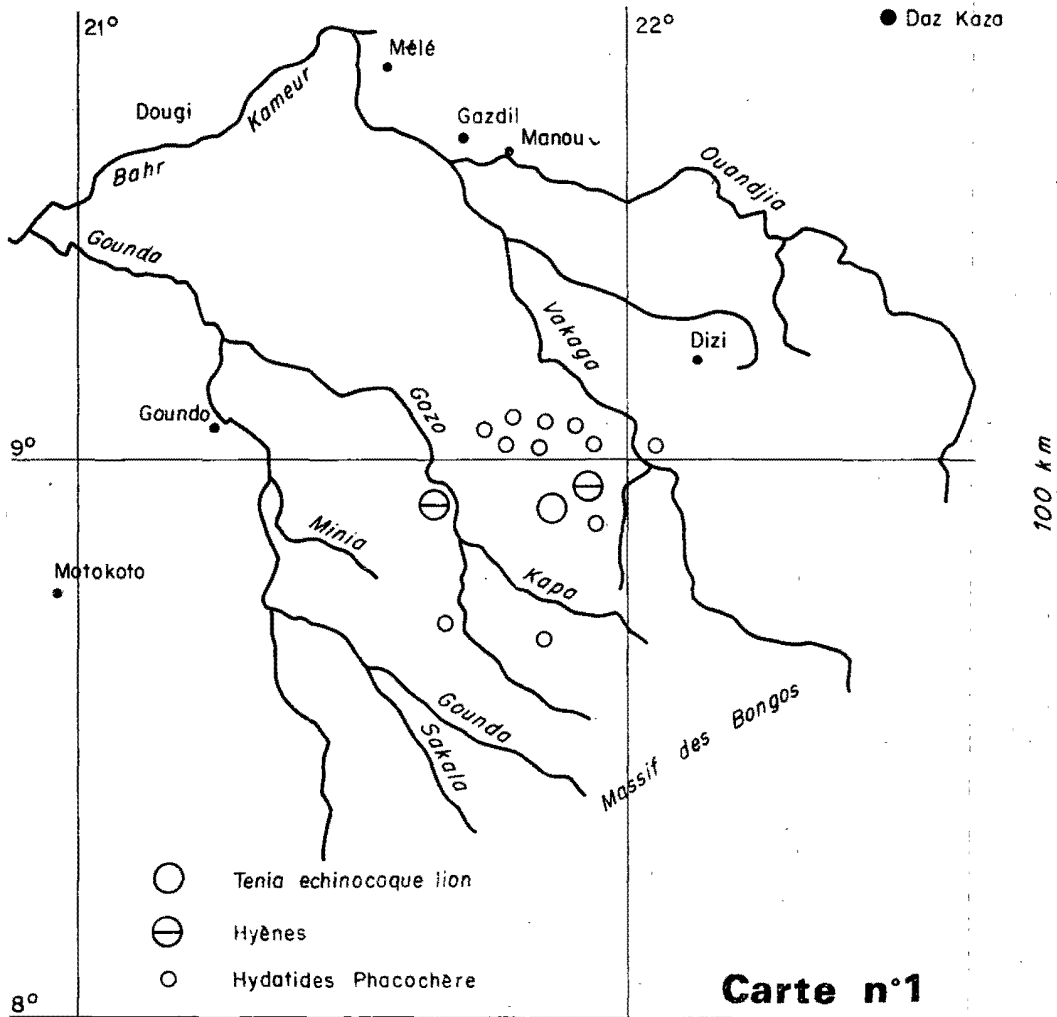 21°
22°
Daz Kaza
Mélé
Dougi
Kameur
Gazdil
Manou
Bahr
Ouandjia
Gounda
Vakaga
Dizi
Goundo
Gozo
9°
100 km
Minia
Motokoto
Kapa
Gounda
Sakala
Massif des Bongos
Tenia echinocoque lion
Hyènes
Hydatides Phacochère
Carte n°1
8°